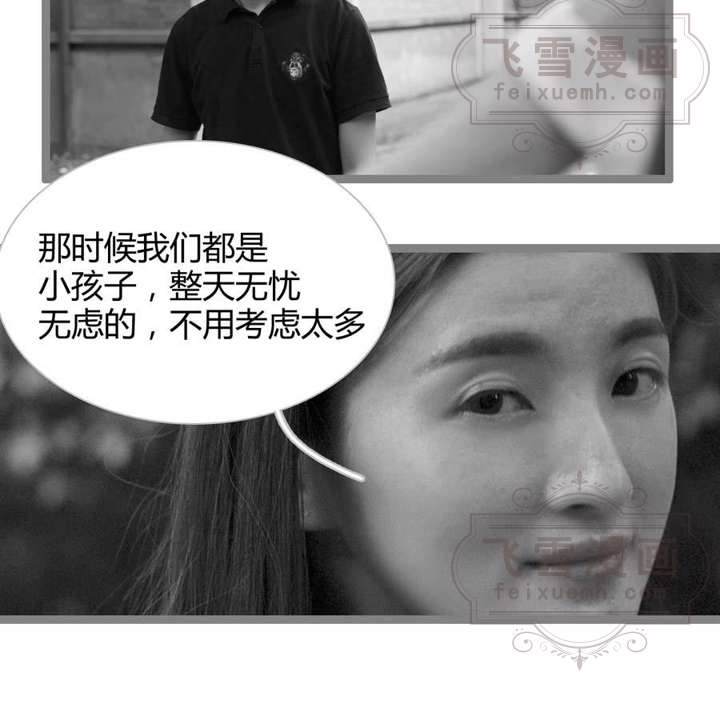 飞雪漫画
feixuemh.com
那时候我们都是
小孩子，整天无忧
无虑的，不用考虑太多
飞雪漫画
feixuemh.com